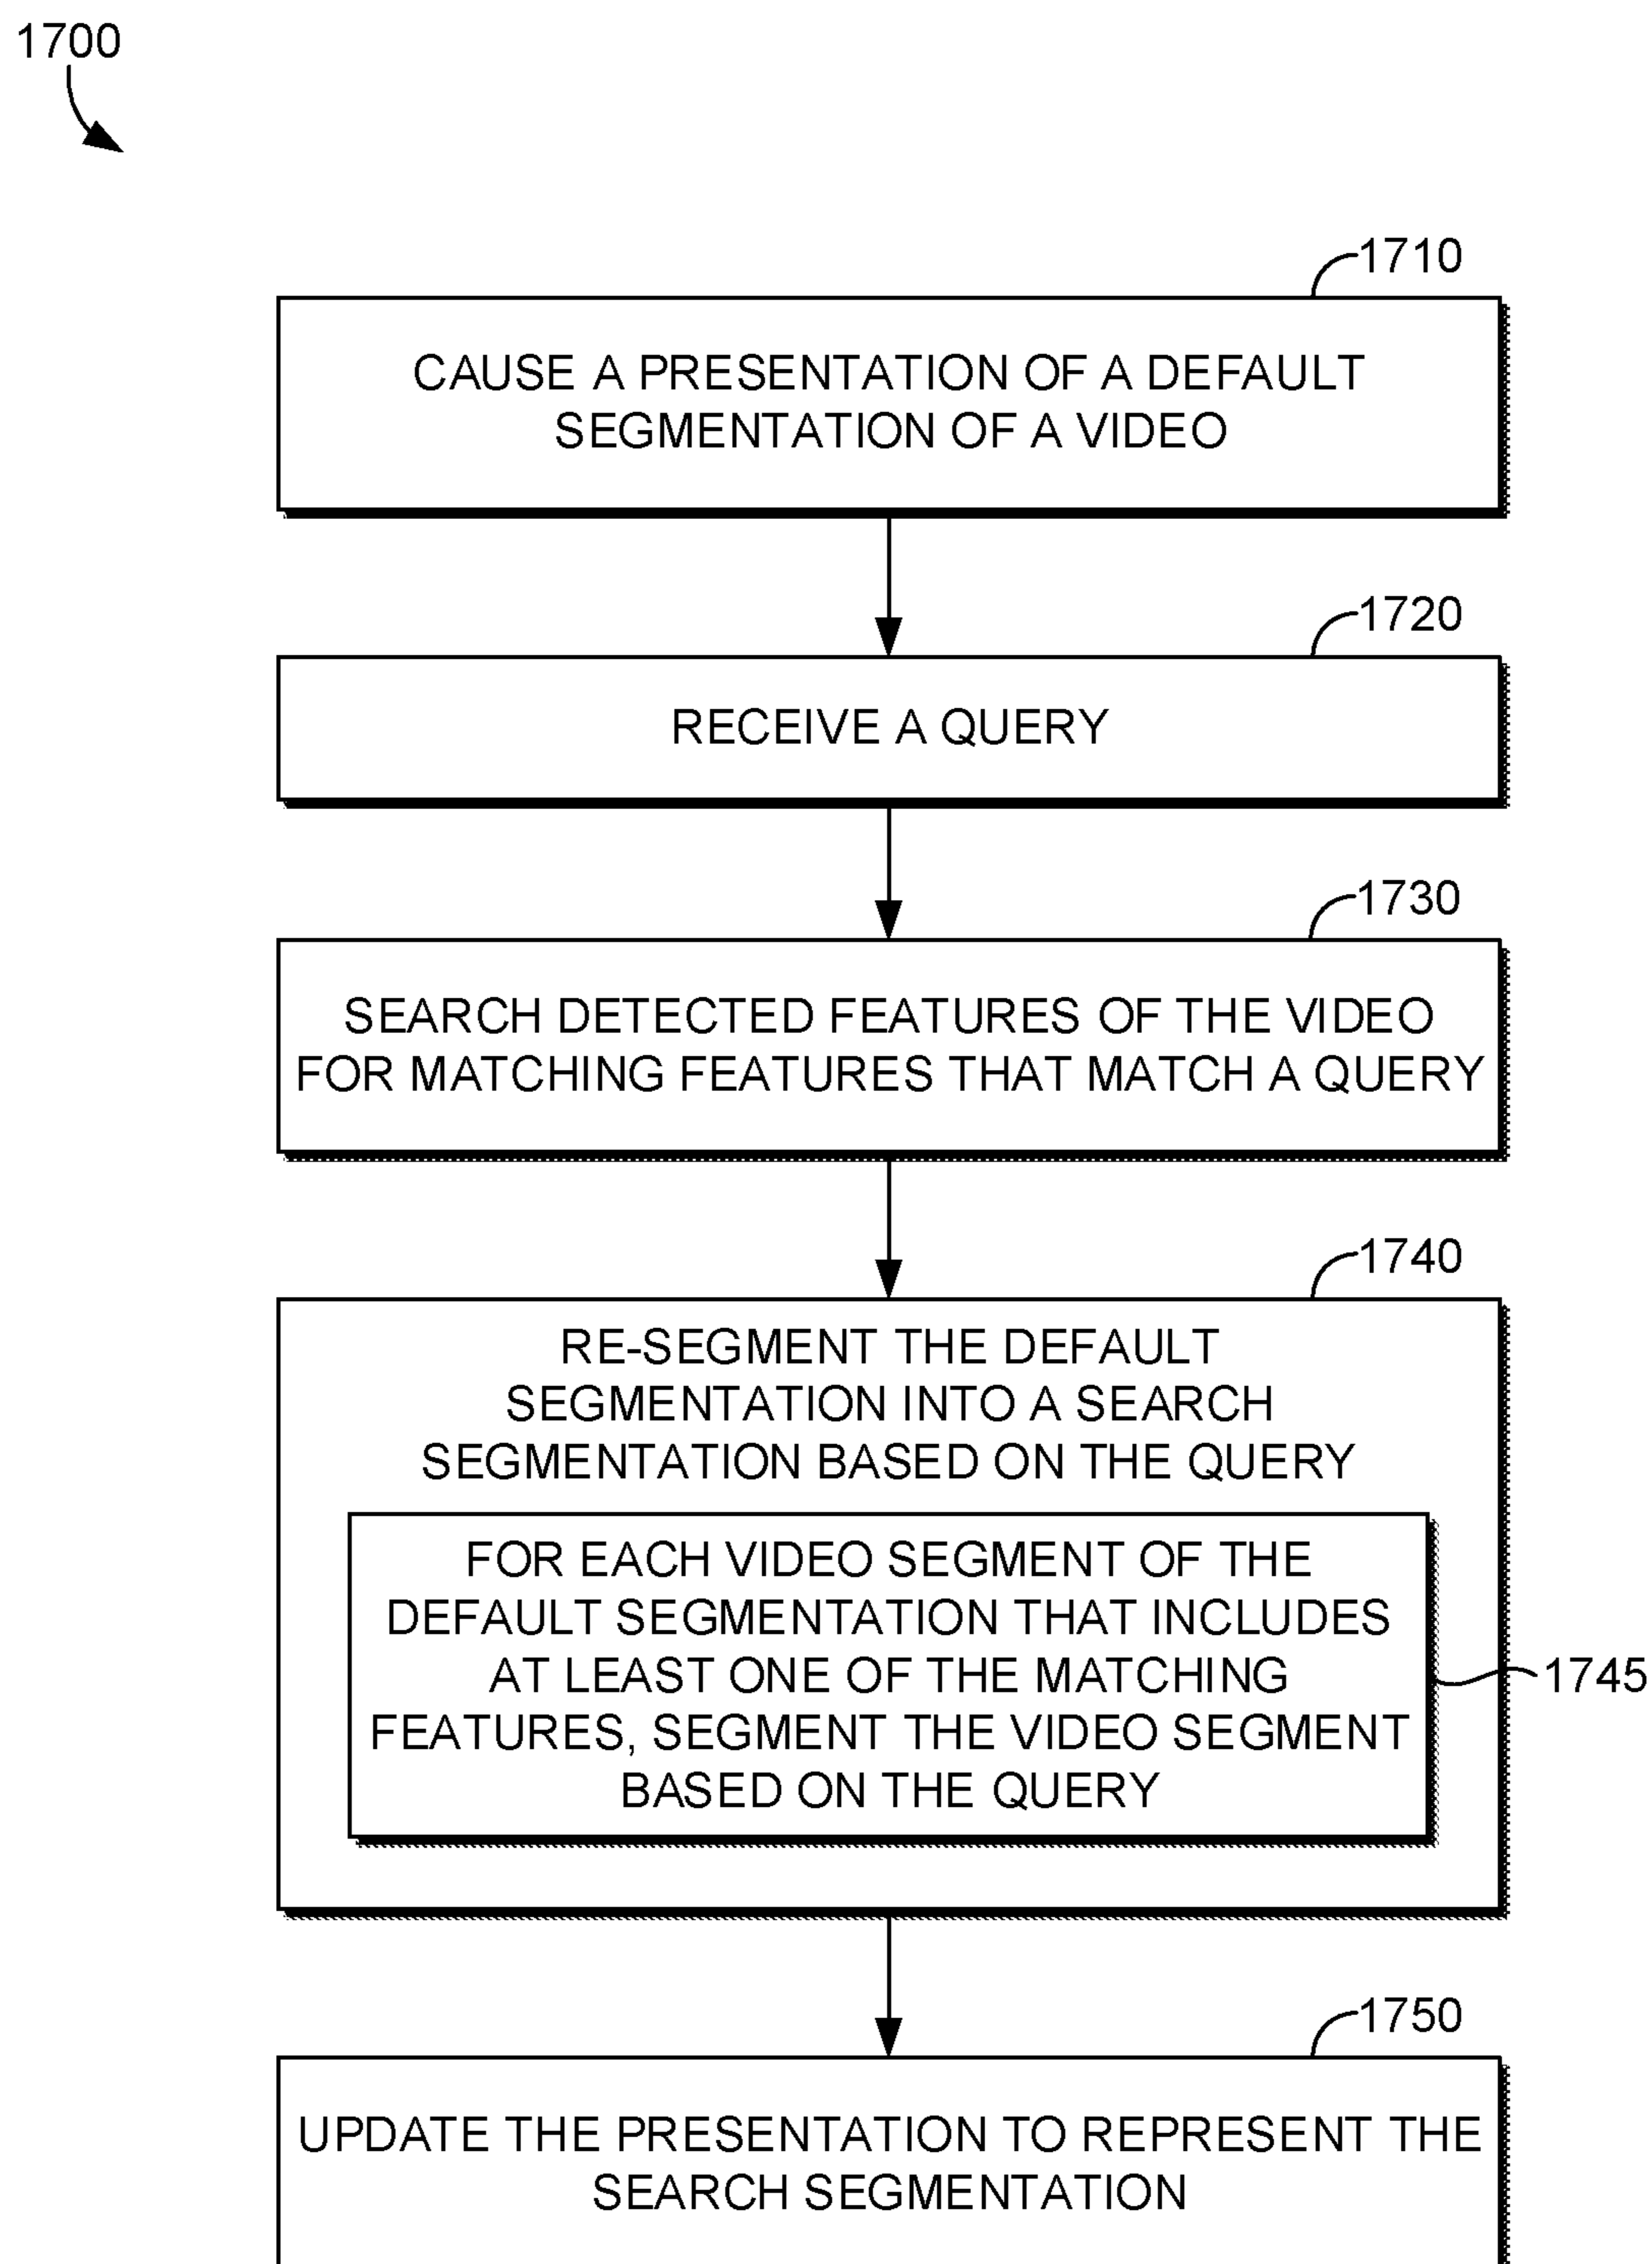 1700
1710
CAUSE A PRESENTATION OF A DEFAULT
SEGMENTATION OF A VIDEO
1720
RECEIVE A QUERY
1730
SEARCH DETECTED FEATURES OF THE VIDEO
FOR MATCHING FEATURES THAT MATCH A QUERY
1740
RE-SEGMENT THE DEFAULT
SEGMENTATION INTO A SEARCH
SEGMENTATION BASED ON THE QUERY
FOR EACH VIDEO SEGMENT OF THE
DEFAULT SEGMENTATION THAT INCLUDES
AT LEAST ONE OF THE MATCHING
FEATURES, SEGMENT THE VIDEO SEGMENT
BASED ON THE QUERY
1745
1750
UPDATE THE PRESENTATION TO REPRESENT THE
SEARCH SEGMENTATION